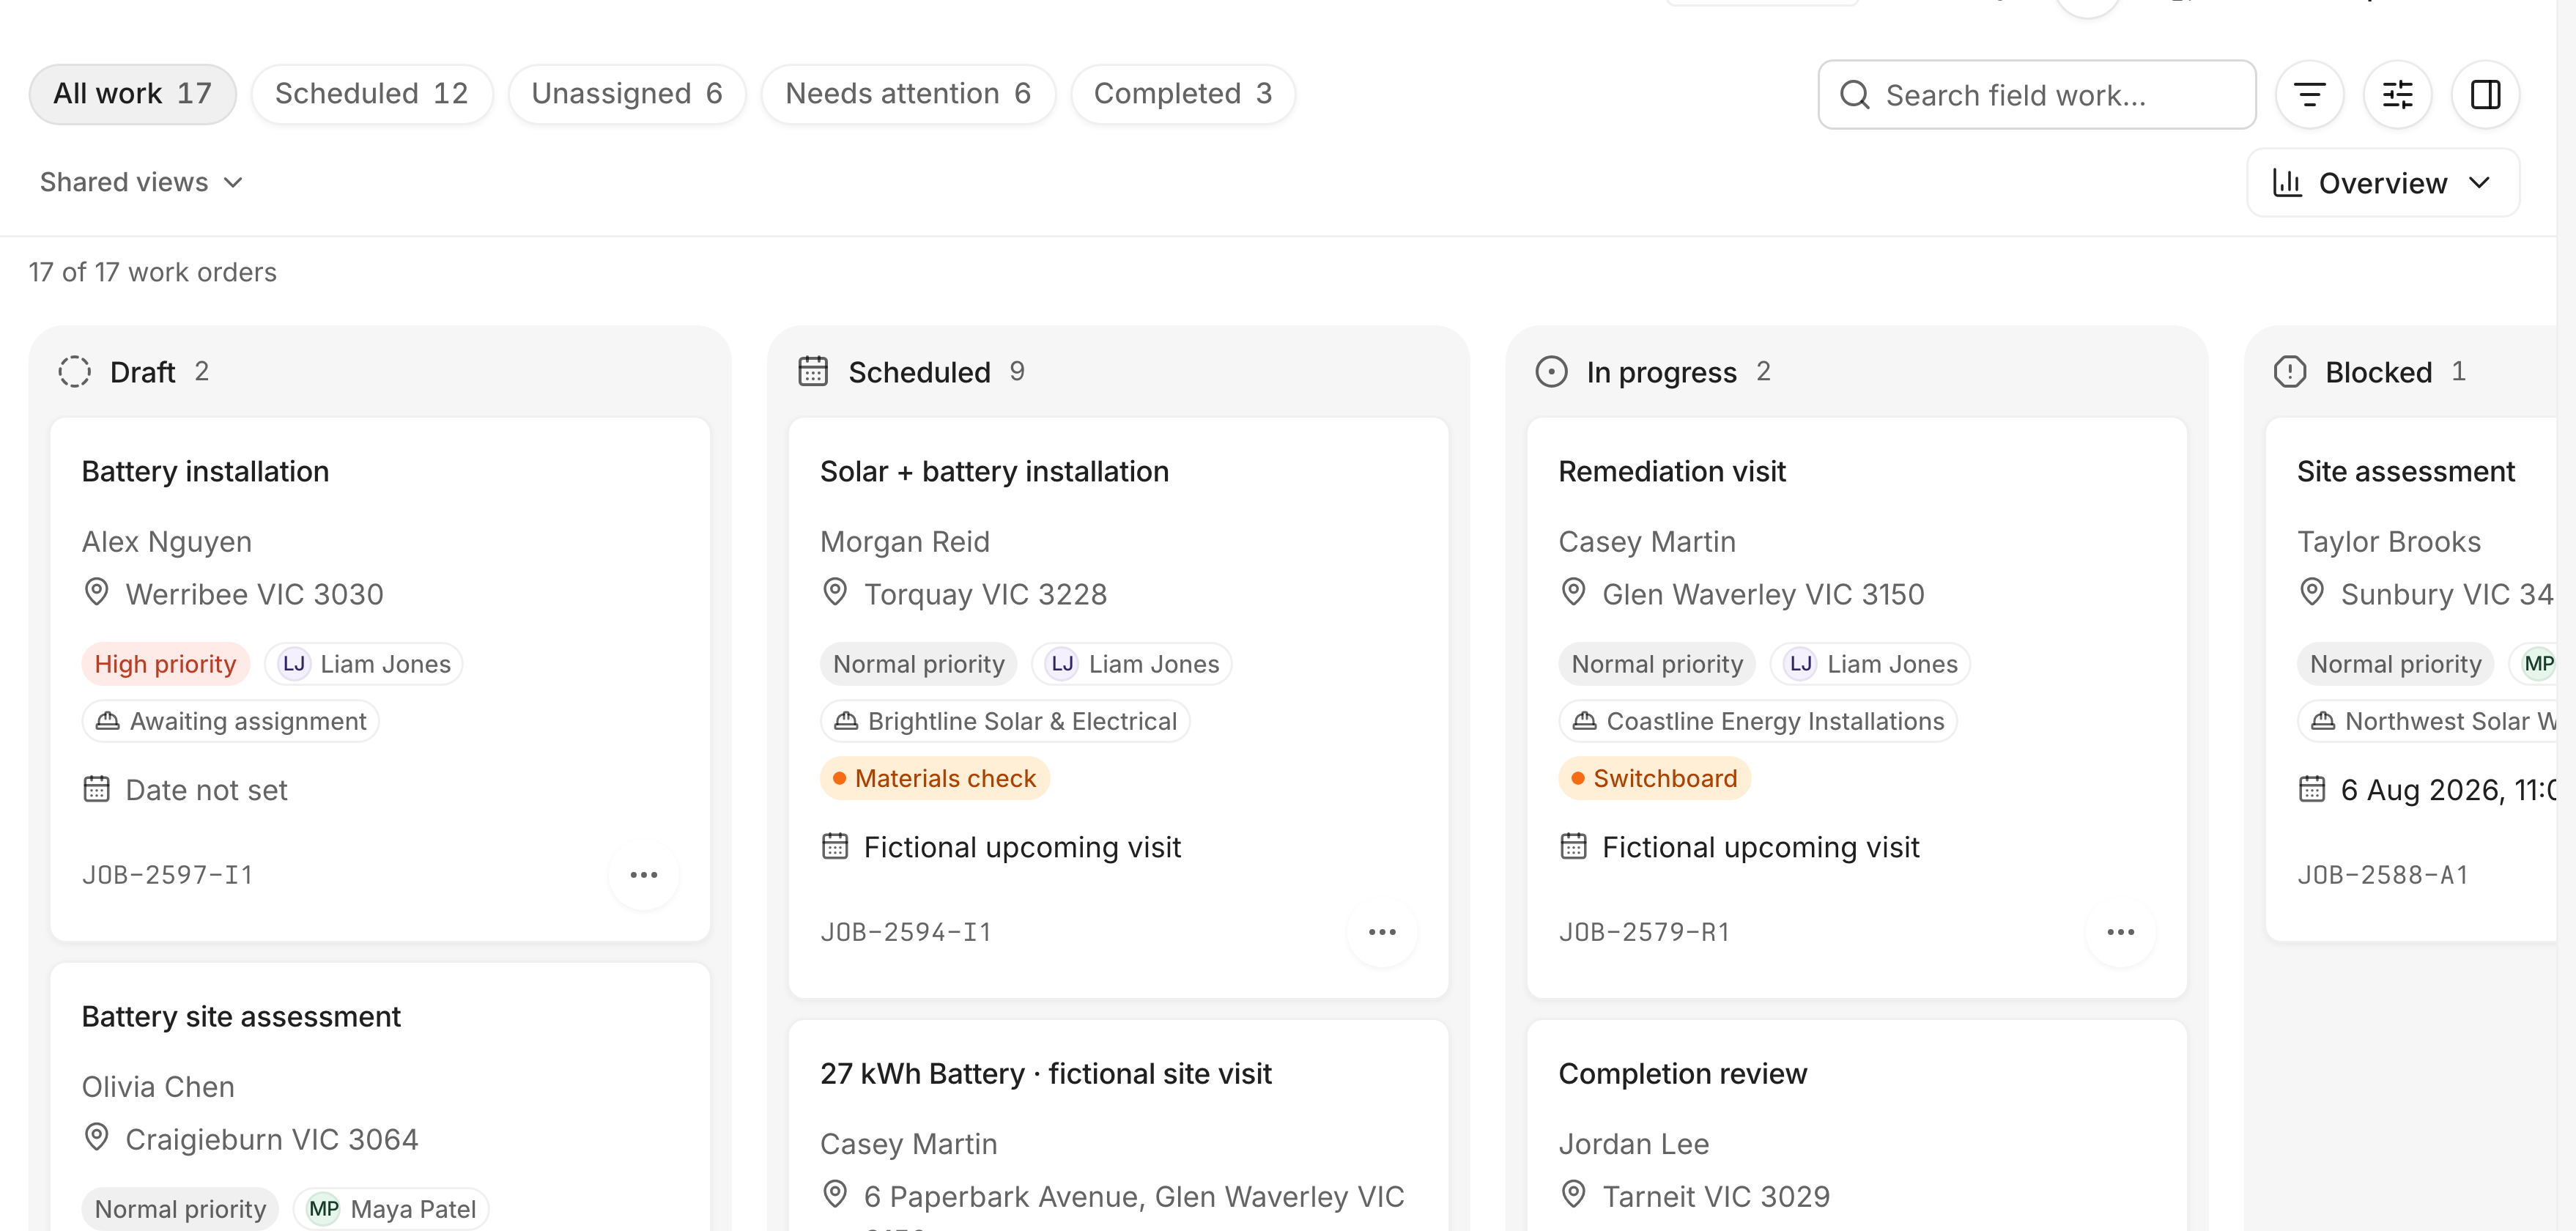 All work 17
Scheduled 12
Unassigned 6
Needs attention 6
Completed 3
Search field work...
Shared views
Overview
17 of 17 work orders
Draft 2
Battery installation
Alex Nguyen
Werribee VIC 3030
High priority
LJ Liam Jones
Awaiting assignment
Date not set
JOB-2597-I1
Battery site assessment
Olivia Chen
Craigieburn VIC 3064
Normal priority
MP Maya Patel
Scheduled 9
Solar + battery installation
Morgan Reid
Torquay VIC 3228
Normal priority
LJ Liam Jones
Brightline Solar & Electrical
Materials check
Fictional upcoming visit
JOB-2594-I1
27 kWh Battery · fictional site visit
Casey Martin
6 Paperbark Avenue, Glen Waverley VIC
In progress 2
Remediation visit
Casey Martin
Glen Waverley VIC 3150
Normal priority
LJ Liam Jones
Coastline Energy Installations
Switchboard
Fictional upcoming visit
JOB-2579-R1
Completion review
Jordan Lee
Tarneit VIC 3029
Blocked 1
Site assessment
Taylor Brooks
Sunbury VIC 34
Normal priority
MP
Northwest Solar
6 Aug 2026, 11:0
JOB-2588-A1